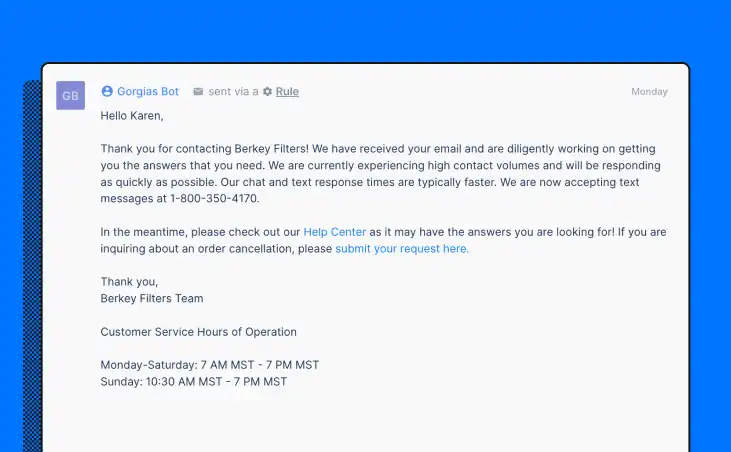 GB
Gorgias Bot sent via a Rule Monday
Hello Karen,
Thank you for contacting Berkey Filters! We have received your email and are diligently working on getting
you the answers that you need. We are currently experiencing high contact volumes and will be responding
as quickly as possible. Our chat and text response times are typically faster. We are now accepting text
messages at 1-800-350-4170.
In the meantime, please check out our Help Center as it may have the answers you are looking for! If you are
inquiring about an order cancellation, please submit your request here.
Thank you,
Berkey Filters Team
Customer Service Hours of Operation
Monday-Saturday: 7 AM MST - 7 PM MST
Sunday: 10:30 AM MST - 7 PM MST